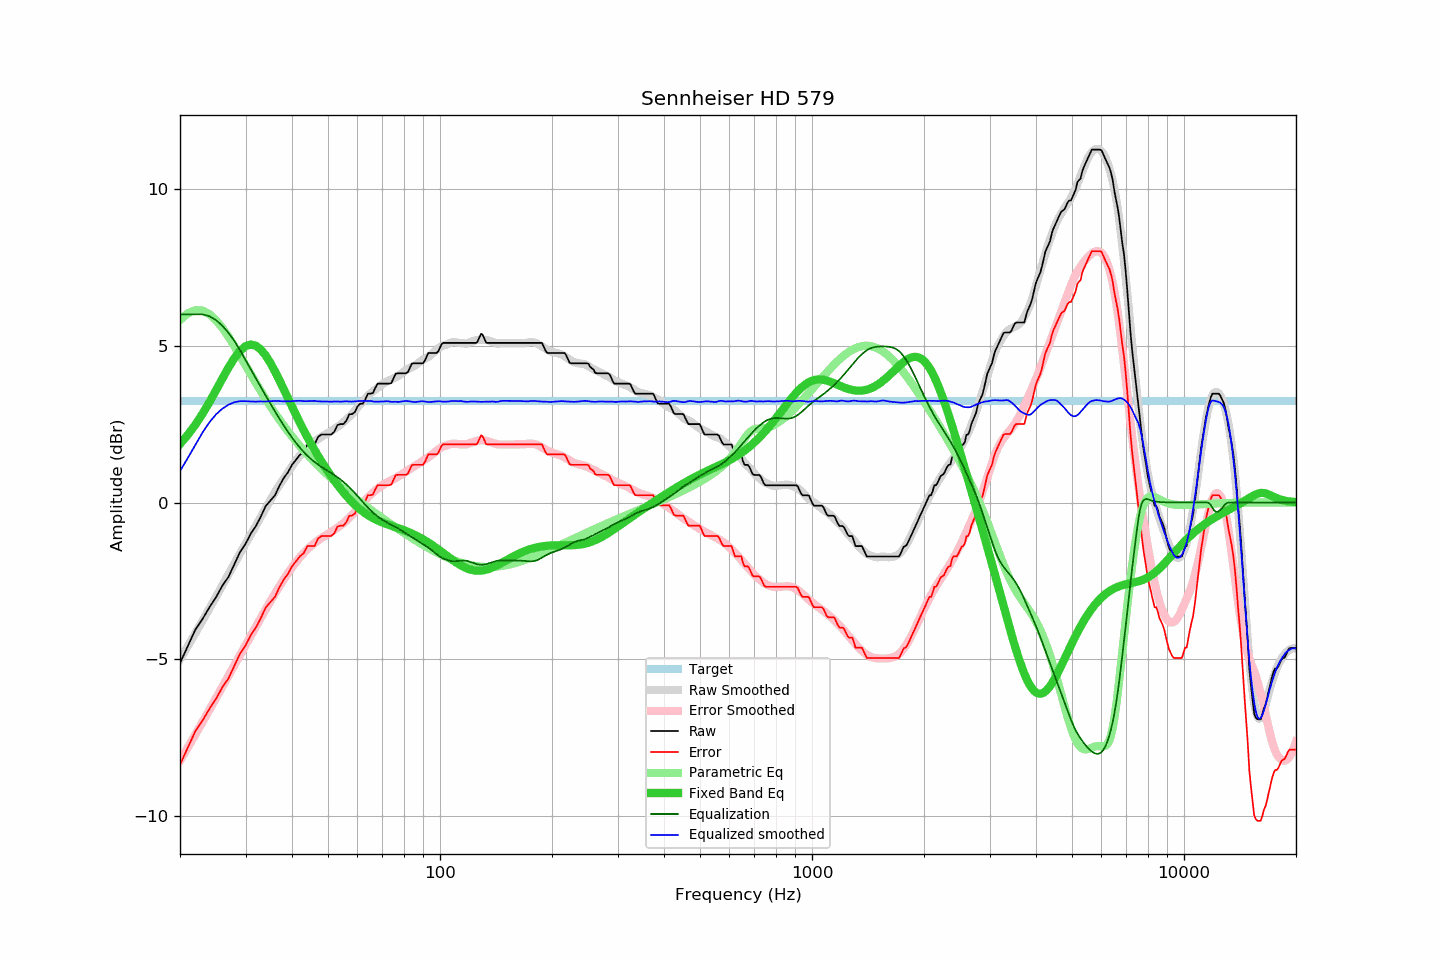 Sennheiser HD 579
Amplitude (dBr)
10
5
0
−5
−10
Target
Raw Smoothed
Error Smoothed
Raw
Error
Parametric Eq
Fixed Band Eq
Equalization
Equalized smoothed
100
1000
10000
Frequency (Hz)